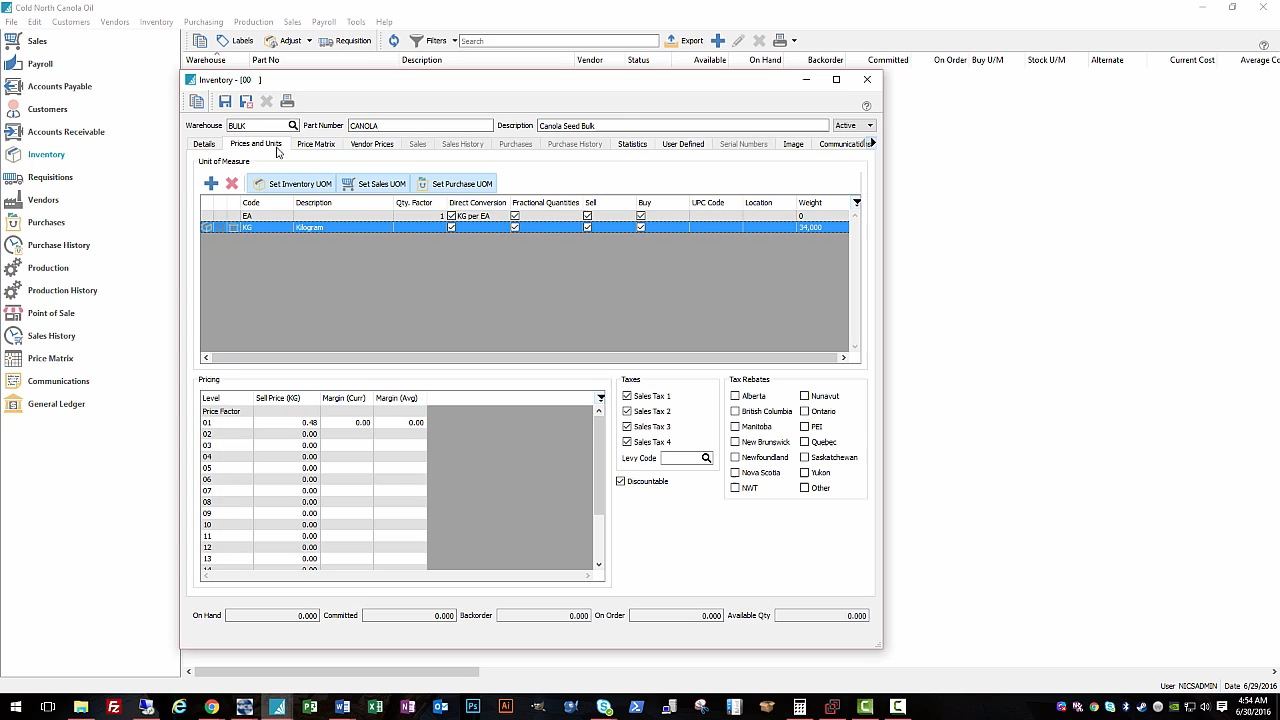 Cold North Canola Oil
File Edit Customers Vendors Inventory Purchasing Production Sales Payroll Tools Help
Sales
Payroll
Accounts Payable
Customers
Accounts Receivable
Inventory
Requisitions
Vendors
Purchases
Purchase History
Production
Production History
Point of Sale
Sales History
Price Matrix
Communications
General Ledger
Labels Adjust Requisition Filters Search Export
Warehouse Part No Description Vendor Status Available On Hand Backorder Committed On Order Buy U/M Stock U/M Alternate Current Cost Average Co
Inventory - [00 ]
Warehouse BULK Part Number CANOLA Description Canola Seed Bulk Active
Details Prices and Units Price Matrix Vendor Prices Sales Sales History Purchases Purchase History Statistics User Defined Serial Numbers Image Communication
Unit of Measure
Set Inventory UOM Set Sales UOM Set Purchase UOM
Code Description Qty. Factor Direct Conversion Fractional Quantities Sell Buy UPC Code Location Weight
EA 1 KG per EA 0
KG Kilogram 34,000
Pricing
Level Sell Price (KG) Margin (Curr) Margin (Avg)
Price Factor
01 0.48 0.00 0.00
02 0.00
03 0.00
04 0.00
05 0.00
06 0.00
07 0.00
08 0.00
09 0.00
10 0.00
11 0.00
12 0.00
13 0.00
14 0.00
Taxes
Sales Tax 1
Sales Tax 2
Sales Tax 3
Sales Tax 4
Levy Code
Discountable
Tax Rebates
Alberta Nunavut
British Columbia Ontario
Manitoba PEI
New Brunswick Quebec
Newfoundland Saskatchewan
Nova Scotia Yukon
NWT Other
On Hand 0.000 Committed 0.000 Backorder 0.000 On Order 0.000 Available Qty 0.000
User NICSADMIN Date 6/29/2016
4:54 AM
6/30/2016